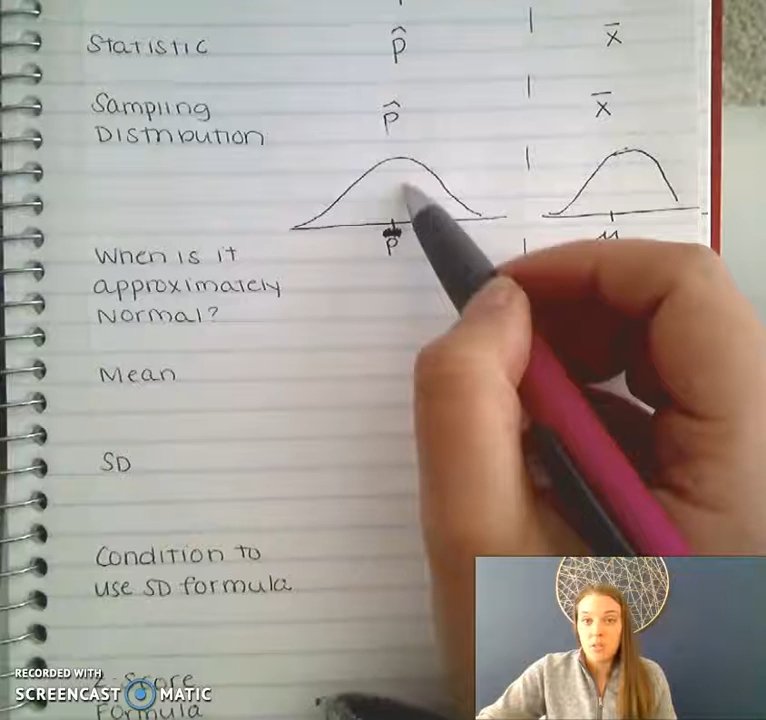 Statistic p̂ | x̄
Sampling p̂ | x̄
Distribution
|
p μ
When is it
approximately
Normal?
Mean
SD
Condition to
use SD formula
Z-Score
Formula
RECORDED WITH
SCREENCAST MATIC